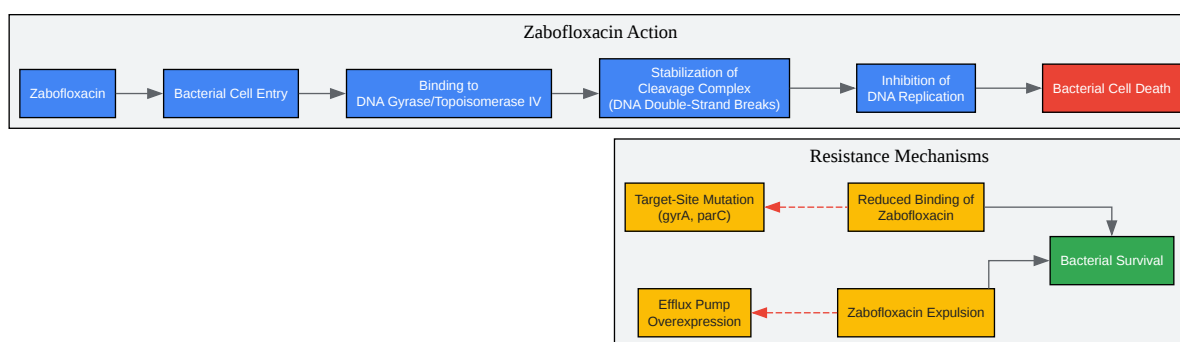 Zabofloxacin Action
Zabofloxacin
Bacterial Cell Entry
Binding to
DNA Gyrase/Topoisomerase IV
Stabilization of
Cleavage Complex
(DNA Double-Strand Breaks)
Inhibition of
DNA Replication
Bacterial Cell Death
Resistance Mechanisms
Target-Site Mutation
(gyrA, parC)
Reduced Binding of
Zabofloxacin
Bacterial Survival
Efflux Pump
Overexpression
Zabofloxacin Expulsion